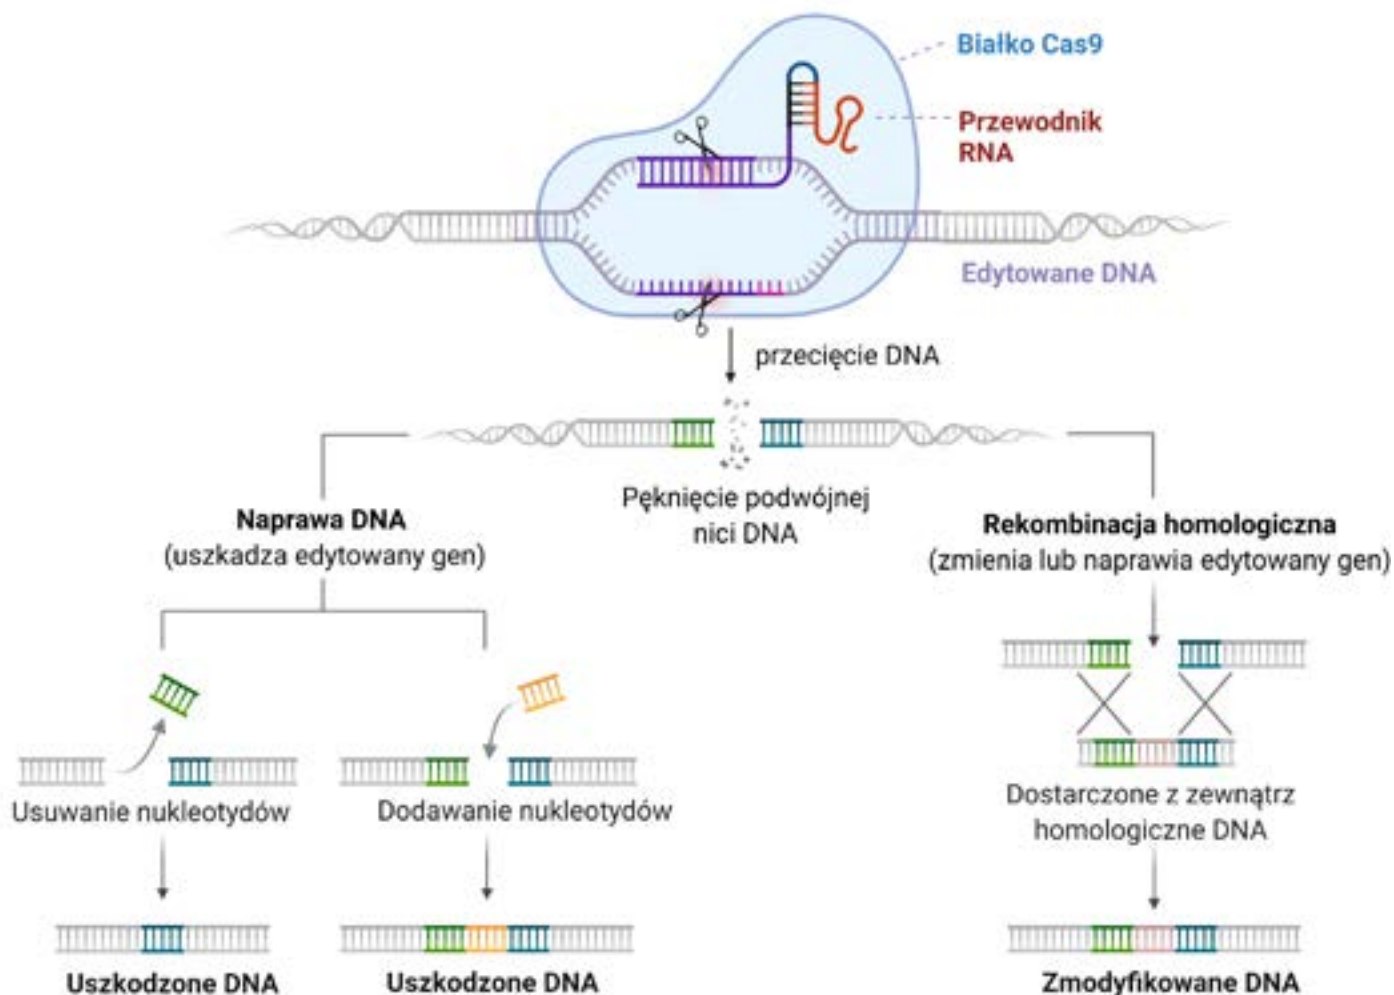 Białko Cas9
Przewodnik
RNA
Edytowane DNA
przecięcie DNA
Pęknięcie podwójnej
nici DNA
Naprawa DNA
(uszkadza edytowany gen)
Rekombinacja homologiczna
(zmienia lub naprawia edytowany gen)
Usuwanie nukleotydów
Dodawanie nukleotydów
Dostarczone z zewnątrz
homologiczne DNA
Uszkodzone DNA
Uszkodzone DNA
Zmodyfikowane DNA